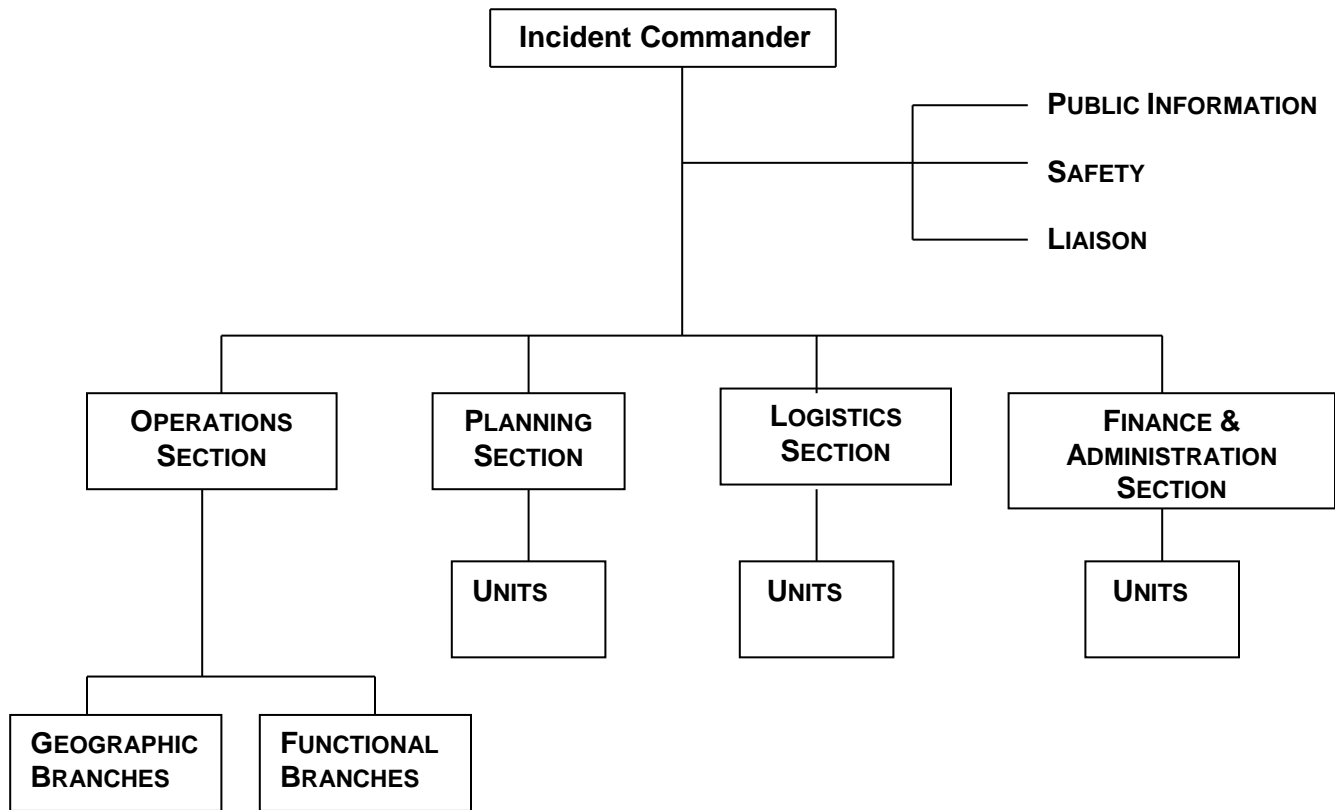 Incident Commander
PUBLIC INFORMATION
SAFETY
LIAISON
OPERATIONS
SECTION
PLANNING
SECTION
LOGISTICS
SECTION
FINANCE &
ADMINISTRATION
SECTION
UNITS
UNITS
UNITS
GEOGRAPHIC
BRANCHES
FUNCTIONAL
BRANCHES